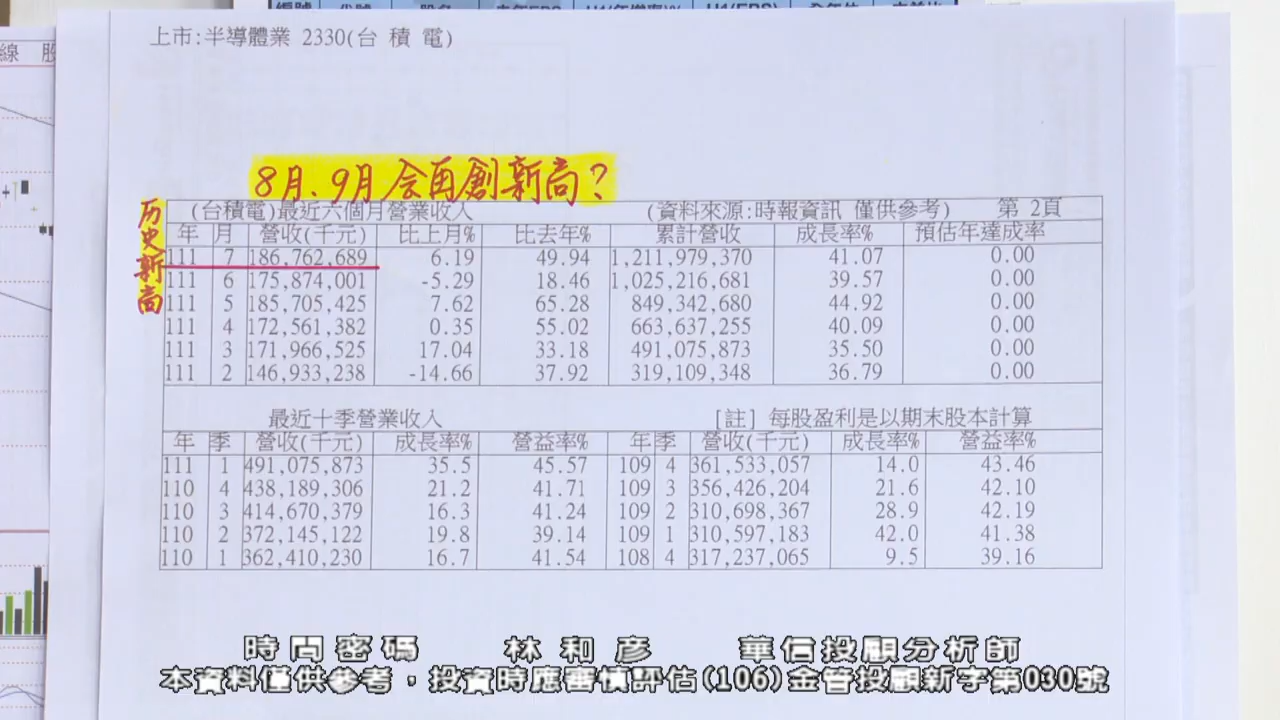 上市:半導體業 2330(台 積 電)
8月、9月会再創新高?
历史新高
(台積電)最近六個月營業收入 (資料來源:時報資訊 僅供參考) 第 2頁
年 月 營收(千元) 比上月% 比去年% 累計營收 成長率% 預估年達成率
111 7 186,762,689 6.19 49.94 1,211,979,370 41.07 0.00
111 6 175,874,001 -5.29 18.46 1,025,216,681 39.57 0.00
111 5 185,705,425 7.62 65.28 849,342,680 44.92 0.00
111 4 172,561,382 0.35 55.02 663,637,255 40.09 0.00
111 3 171,966,525 17.04 33.18 491,075,873 35.50 0.00
111 2 146,933,238 -14.66 37.92 319,109,348 36.79 0.00
最近十季營業收入 [註] 每股盈利是以期末股本計算
年 季 營收(千元) 成長率% 營益率% 年 季 營收(千元) 成長率% 營益率%
111 1 491,075,873 35.5 45.57 109 4 361,533,057 14.0 43.46
110 4 438,189,306 21.2 41.71 109 3 356,426,204 21.6 42.10
110 3 414,670,379 16.3 41.24 109 2 310,698,367 28.9 42.19
110 2 372,145,122 19.8 39.14 109 1 310,597,183 42.0 41.38
110 1 362,410,230 16.7 41.54 108 4 317,237,065 9.5 39.16
時間密碼 林和彥 華信投顧分析師
本資料僅供參考,投資時應審慎評估(106)金管投顧新字第030號